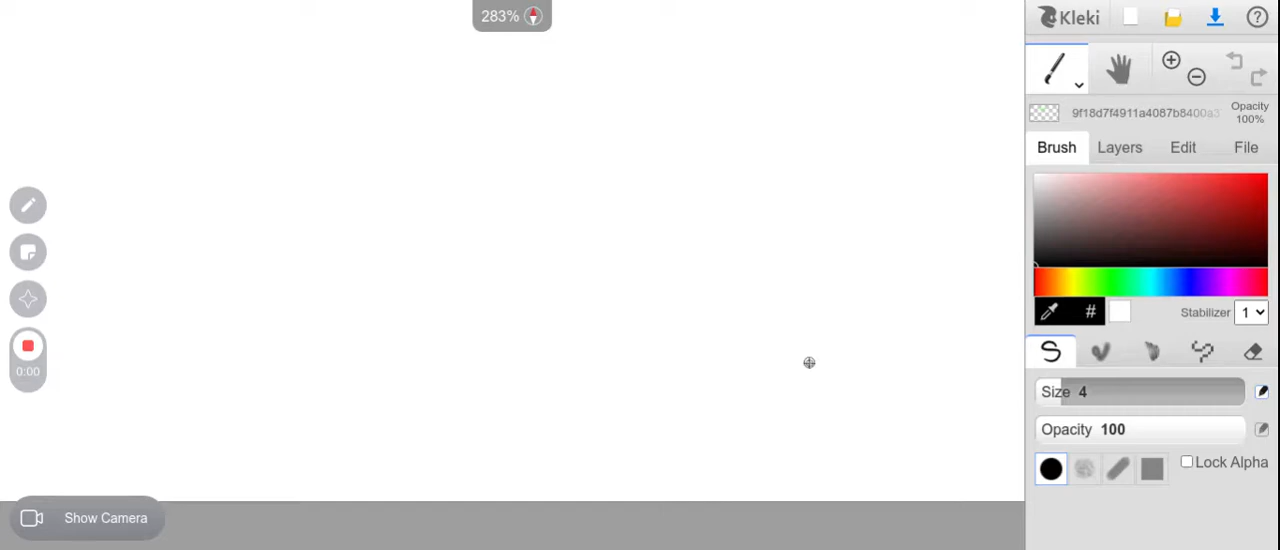 283%
Kleki
9f18d7f4911a4087b8400a3
Opacity
100%
Brush Layers Edit File
# Stabilizer 1
0:00
Size 4
Opacity 100
Lock Alpha
Show Camera